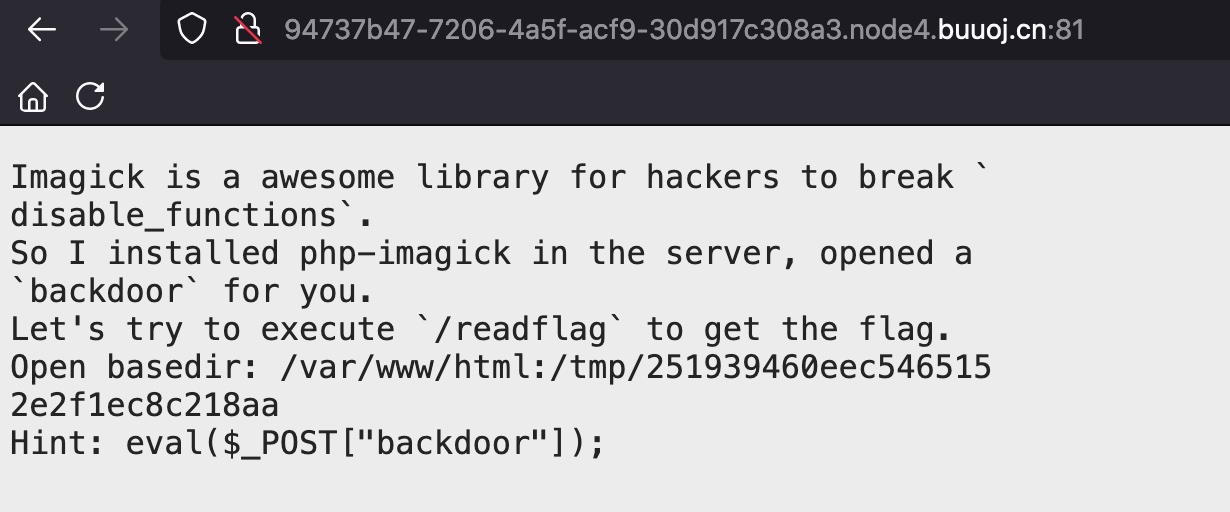 94737b47-7206-4a5f-acf9-30d917c308a3.node4.buuoj.cn:81
Imagick is a awesome library for hackers to break `
disable_functions`.
So I installed php-imagick in the server, opened a
`backdoor` for you.
Let's try to execute `/readflag` to get the flag.
Open basedir: /var/www/html:/tmp/251939460eec546515
2e2f1ec8c218aa
Hint: eval($_POST["backdoor"]);